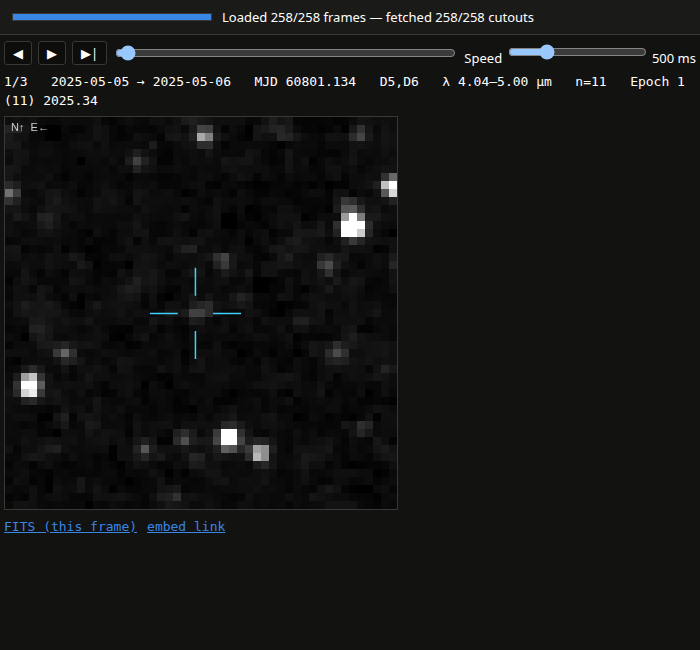 Loaded 258/258 frames — fetched 258/258 cutouts
Speed 500 ms
1/3 2025-05-05 → 2025-05-06 MJD 60801.134 D5,D6 λ 4.04–5.00 μm n=11 Epoch 1
(11) 2025.34
N↑ E←
FITS (this frame) embed link